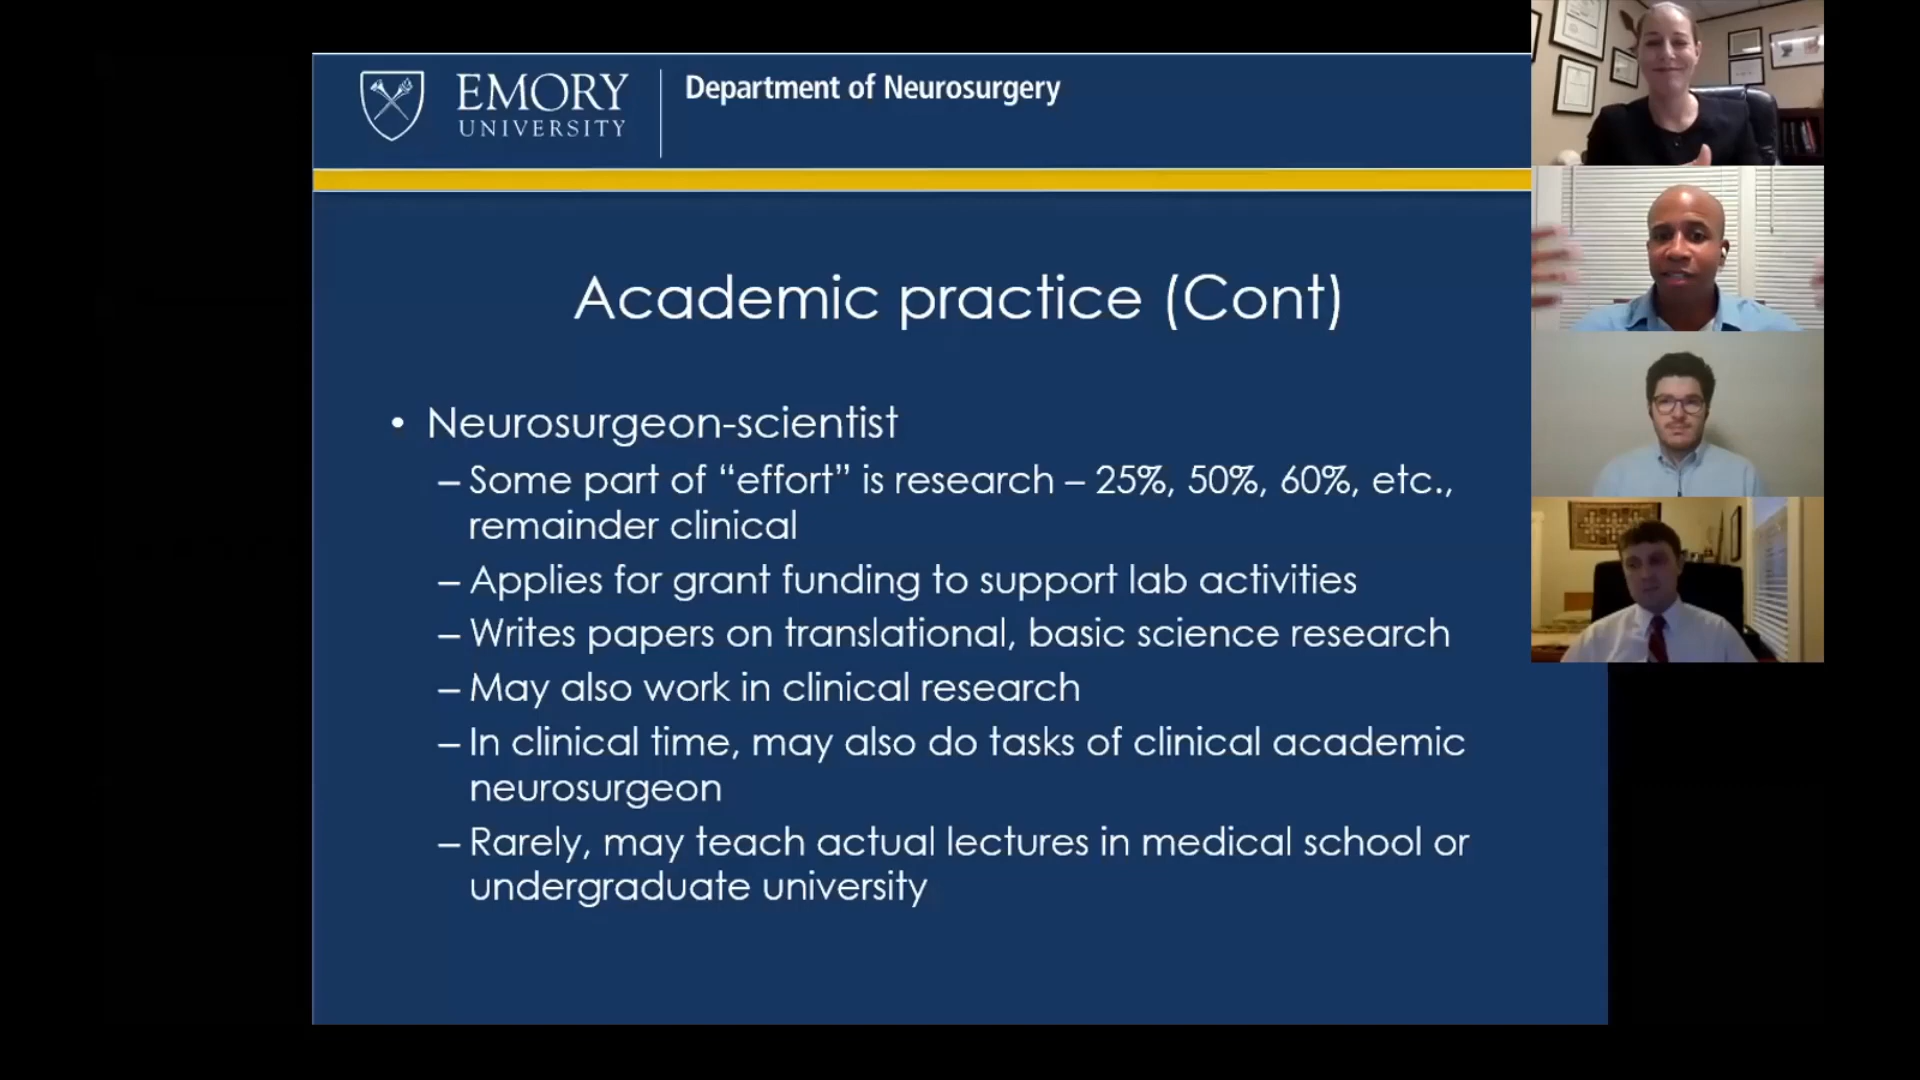 EMORY
UNIVERSITY
Department of Neurosurgery
Academic practice (Cont)
• Neurosurgeon-scientist
– Some part of “effort” is research – 25%, 50%, 60%, etc.,
remainder clinical
– Applies for grant funding to support lab activities
– Writes papers on translational, basic science research
– May also work in clinical research
– In clinical time, may also do tasks of clinical academic
neurosurgeon
– Rarely, may teach actual lectures in medical school or
undergraduate university